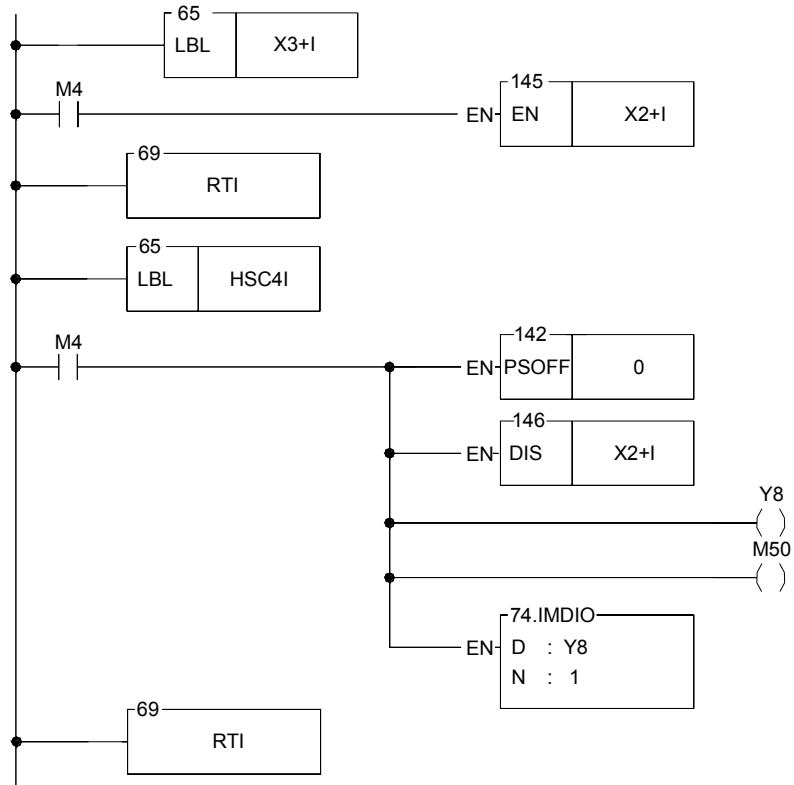 65
LBL X3+I
M4
145
EN EN X2+I
69
RTI
65
LBL HSC4I
M4
142
EN PSOFF 0
146
EN DIS X2+I
Y8
( )
M50
( )
74.IMDIO
EN D : Y8
N : 1
69
RTI